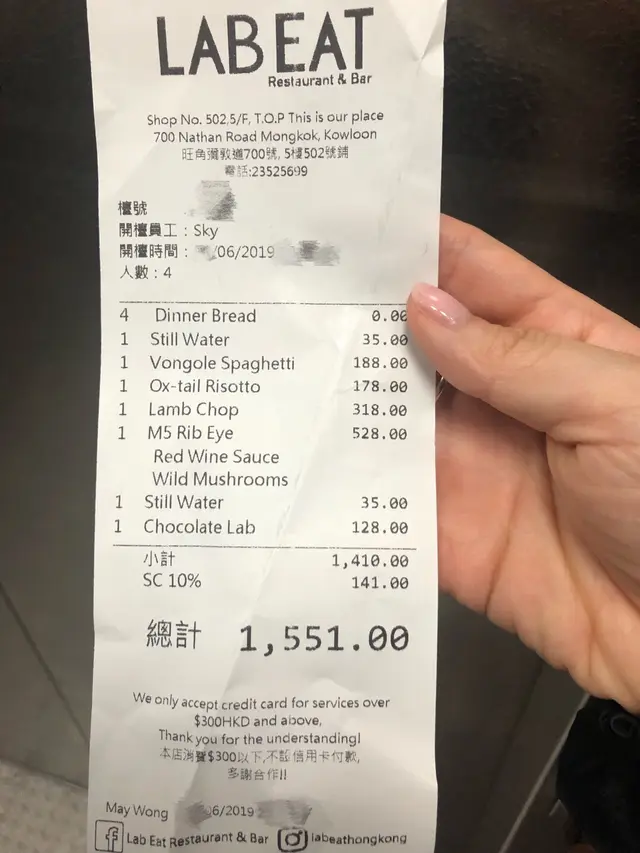 LAB EAT
Restaurant & Bar
Shop No. 502,5/F, T.O.P This is our place
700 Nathan Road Mongkok, Kowloon
旺角彌敦道700號, 5樓502號鋪
電話:23525699
檯號
開檯員工 : Sky
開檯時間 : /06/2019
人數 : 4
4 Dinner Bread 0.00
1 Still Water 35.00
1 Vongole Spaghetti 188.00
1 Ox-tail Risotto 178.00
1 Lamb Chop 318.00
1 M5 Rib Eye 528.00
Red Wine Sauce
Wild Mushrooms
1 Still Water 35.00
1 Chocolate Lab 128.00
小計 1,410.00
SC 10% 141.00
總計 1,551.00
We only accept credit card for services over
$300HKD and above,
Thank you for the understanding!
本店消費$300以下,不設信用卡付款,
多謝合作!!
May Wong 06/2019
Lab Eat Restaurant & Bar labeathongkong